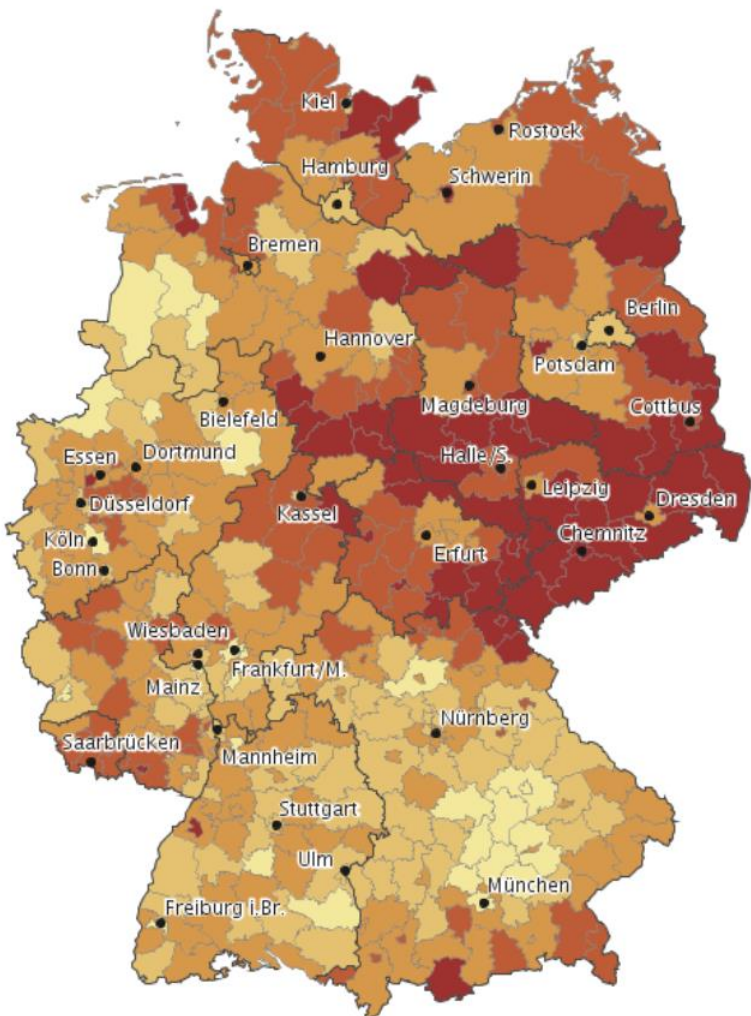 Kiel
Rostock
Hamburg
Schwerin
Bremen
Berlin
Hannover
Potsdam
Magdeburg
Cottbus
Bielefeld
Dortmund
Essen
Halle/S.
Leipzig
Düsseldorf
Kassel
Dresden
Köln
Erfurt
Chemnitz
Bonn
Wiesbaden
Frankfurt/M.
Mainz
Nürnberg
Saarbrücken
Mannheim
Stuttgart
Ulm
München
Freiburg i.Br.